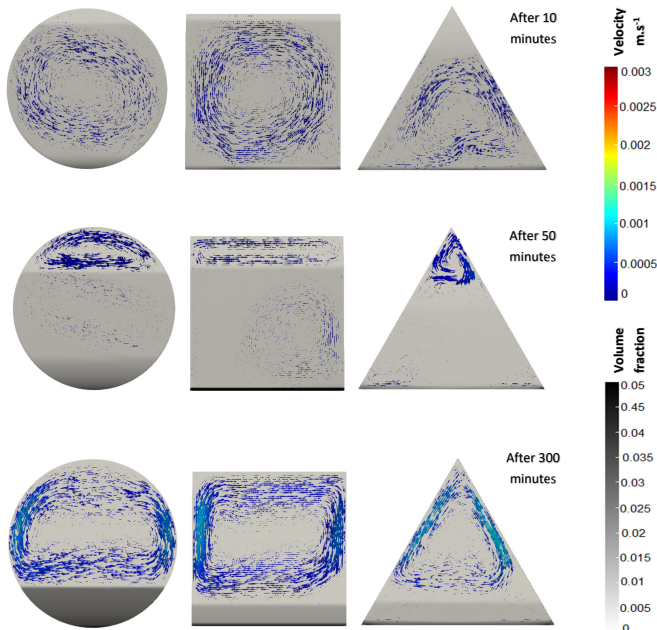 After 10
minutes
Velocity
m.s-1
0.003
0.0025
0.002
0.0015
0.001
0.0005
0
After 50
minutes
Volume
fraction
0.05
0.45
0.035
0.03
0.025
0.02
0.015
0.01
0.005
0
After 300
minutes